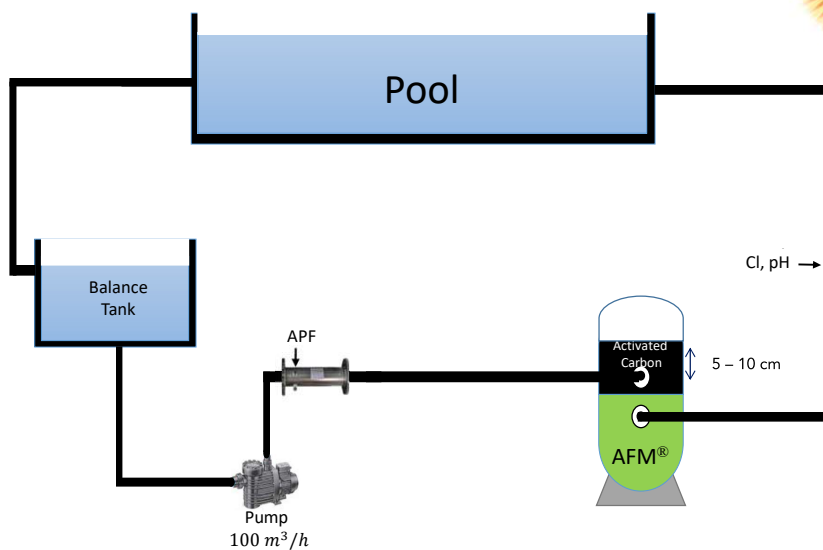 Pool
Cl, pH
Balance
Tank
APF
Activated
Carbon
5 – 10 cm
AFM®
Pump
100 m³/h